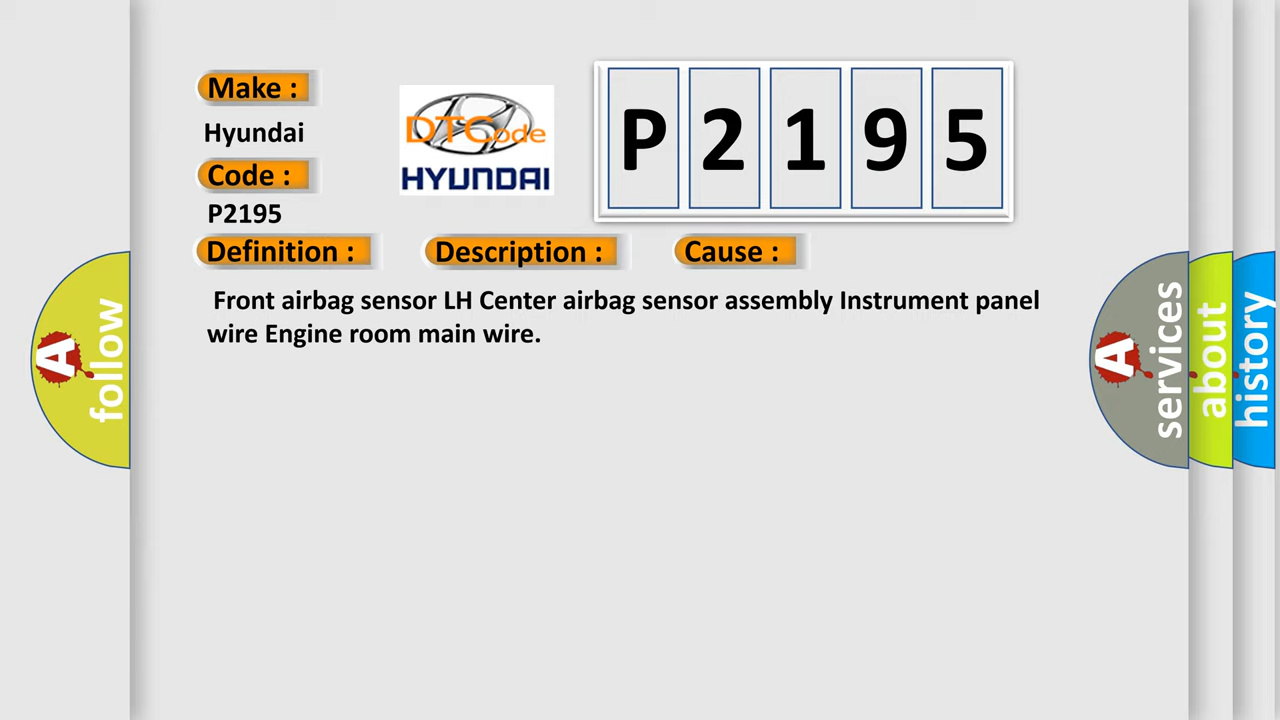 Make :
Hyundai
Code :
P2195
DTCode
HYUNDAI
P 2 1 9 5
Definition :
Description :
Cause :
Front airbag sensor LH Center airbag sensor assembly Instrument panel
wire Engine room main wire.
A
follow
A
services
about
history